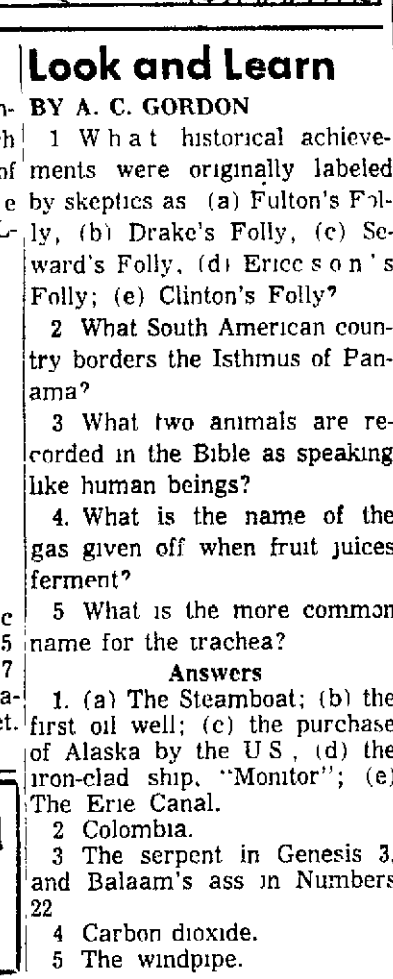 Look and Learn
BY A. C. GORDON
1 What historical achieve-
ments were originally labeled
by skeptics as (a) Fulton's Fol-
ly, (b) Drake's Folly, (c) Se-
ward's Folly, (d) Ericcson's
Folly; (e) Clinton's Folly?
2 What South American coun-
try borders the Isthmus of Pan-
ama?
3 What two animals are re-
corded in the Bible as speaking
like human beings?
4. What is the name of the
gas given off when fruit juices
ferment?
5 What is the more common
name for the trachea?
Answers
1. (a) The Steamboat; (b) the
first oil well; (c) the purchase
of Alaska by the U S , (d) the
iron-clad ship, "Monitor"; (e)
The Erie Canal.
2 Colombia.
3 The serpent in Genesis 3,
and Balaam's ass in Numbers
22
4 Carbon dioxide.
5 The windpipe.